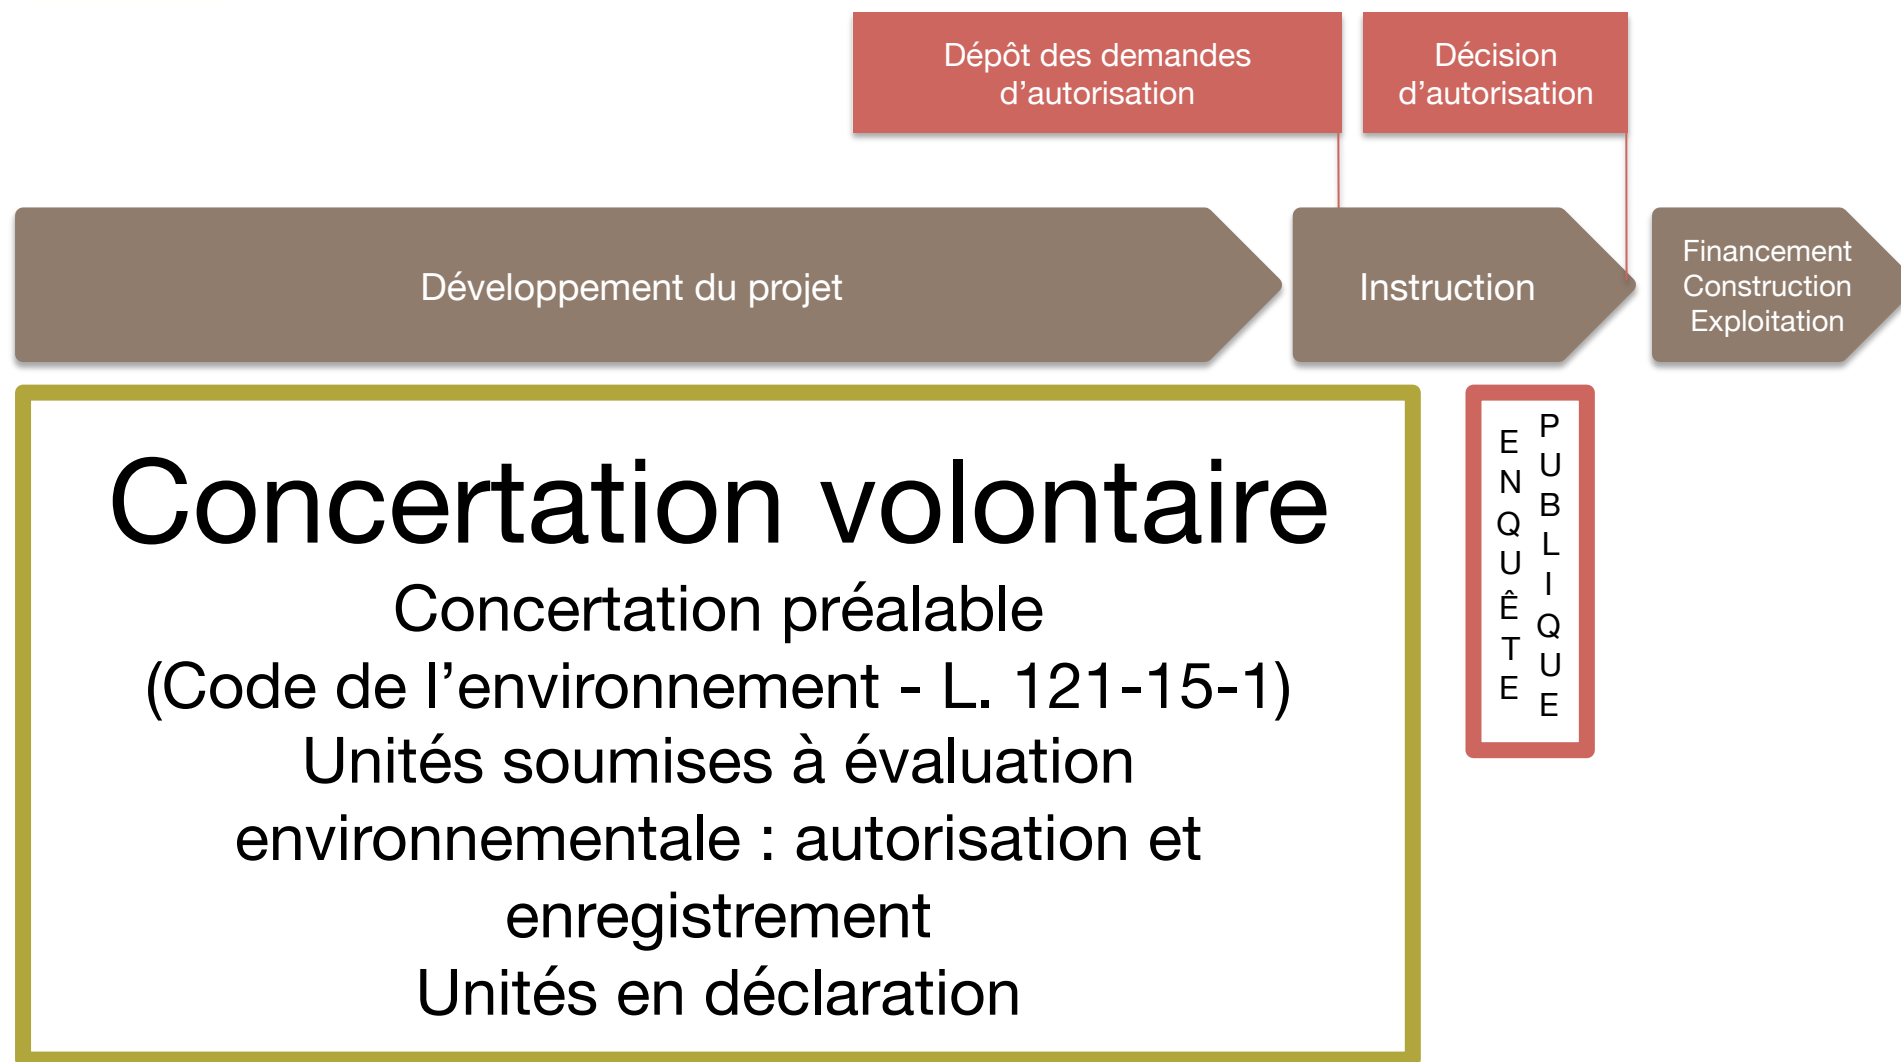 Dépôt des demandes
d’autorisation
Décision
d’autorisation
Développement du projet
Instruction
Financement
Construction
Exploitation
Concertation volontaire
Concertation préalable
(Code de l’environnement - L. 121-15-1)
Unités soumises à évaluation
environnementale : autorisation et
enregistrement
Unités en déclaration
ENQUÊTE
PUBLIQUE